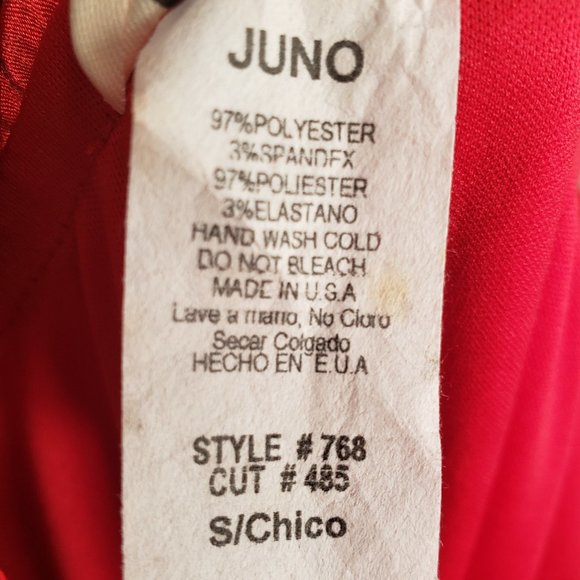 JUNO
97%POLYESTER
3%SPANDEX
97%POLIESTER
3%ELASTANO
HAND WASH COLD
DO NOT BLEACH
MADE IN U.S.A
Lave a mano, No Cloro
Secar Colgado
HECHO EN E.U.A
STYLE # 768
CUT # 485
S/Chico